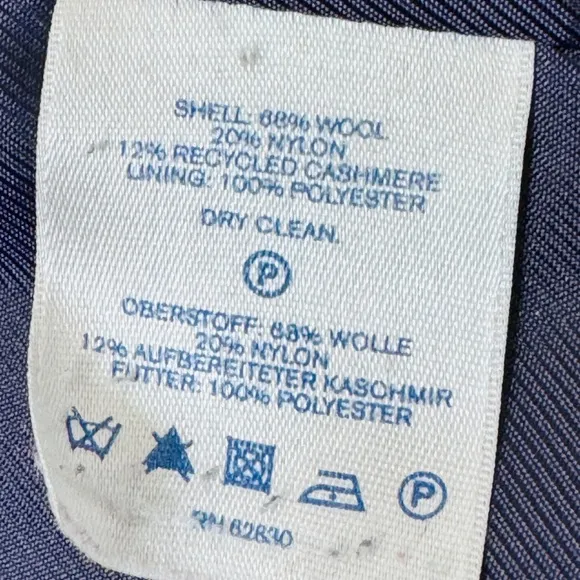 SHELL: 68% WOOL
20% NYLON
12% RECYCLED CASHMERE
LINING: 100% POLYESTER
DRY CLEAN.
P
OBERSTOFF: 68% WOLLE
20% NYLON
12% AUFBEREITETER KASCHMIR
FUTTER: 100% POLYESTER
P
RN 62830